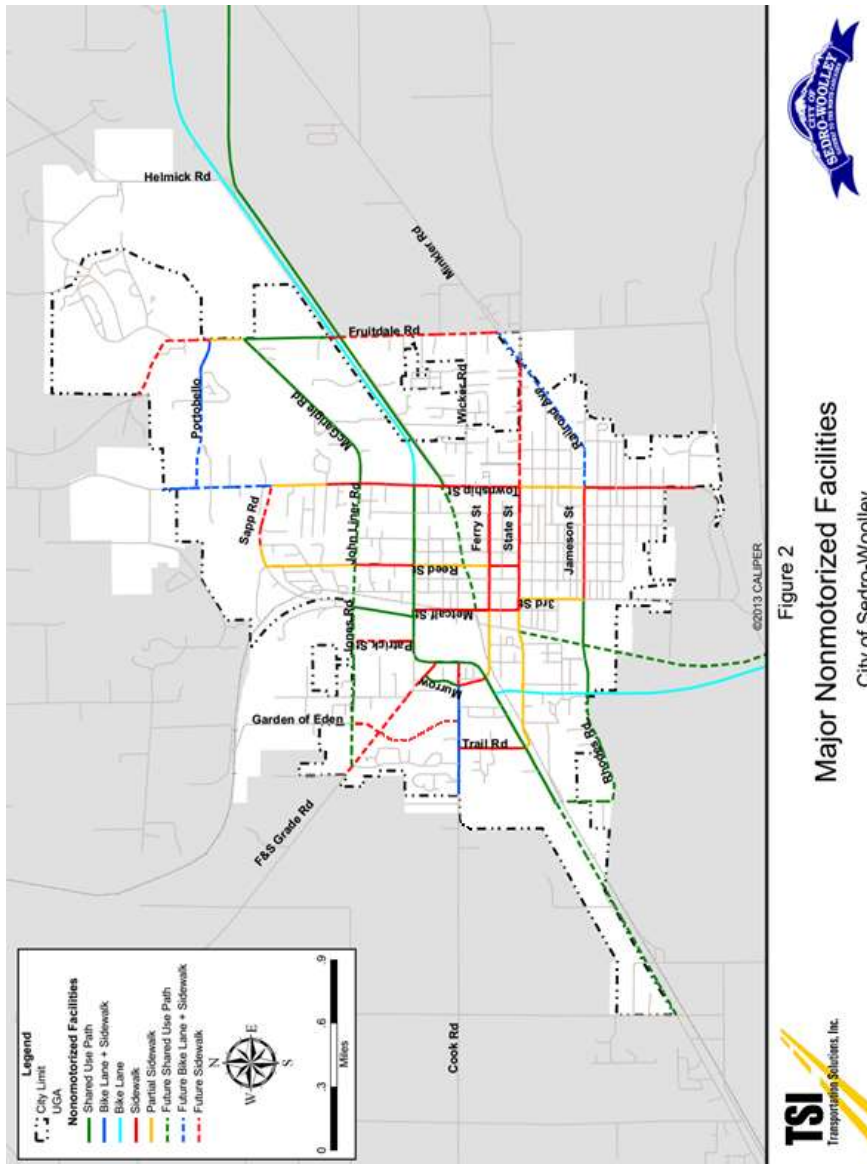 Legend
City Limit
UGA
Nonomotorized Facilities
Shared Use Path
Bike Lane + Sidewalk
Bike Lane
Sidewalk
Partial Sidewalk
Future Shared Use Path
Future Bike Lane + Sidewalk
Future Sidewalk
N
W
E
S
0 .3 .6 .9
Miles
Helmick Rd
Minkler Rd
Fruitdale Rd
Portobello
McGarigle Rd
Wicker Rd
Railroad Ave
Township St
Sapp Rd
John Liner Rd
Ferry St
State St
Jameson St
Reed St
3rd St
Metcalf St
Jones Rd
Patrick St
Murrow
Garden of Eden
Trail Rd
Rhodes Rd
F&S Grade Rd
Cook Rd
©2013 CALIPER
TSI
Transportation Solutions, Inc.
Figure 2
Major Nonmotorized Facilities
City of Sedro-Woolley
CITY OF
SEDRO-WOOLLEY